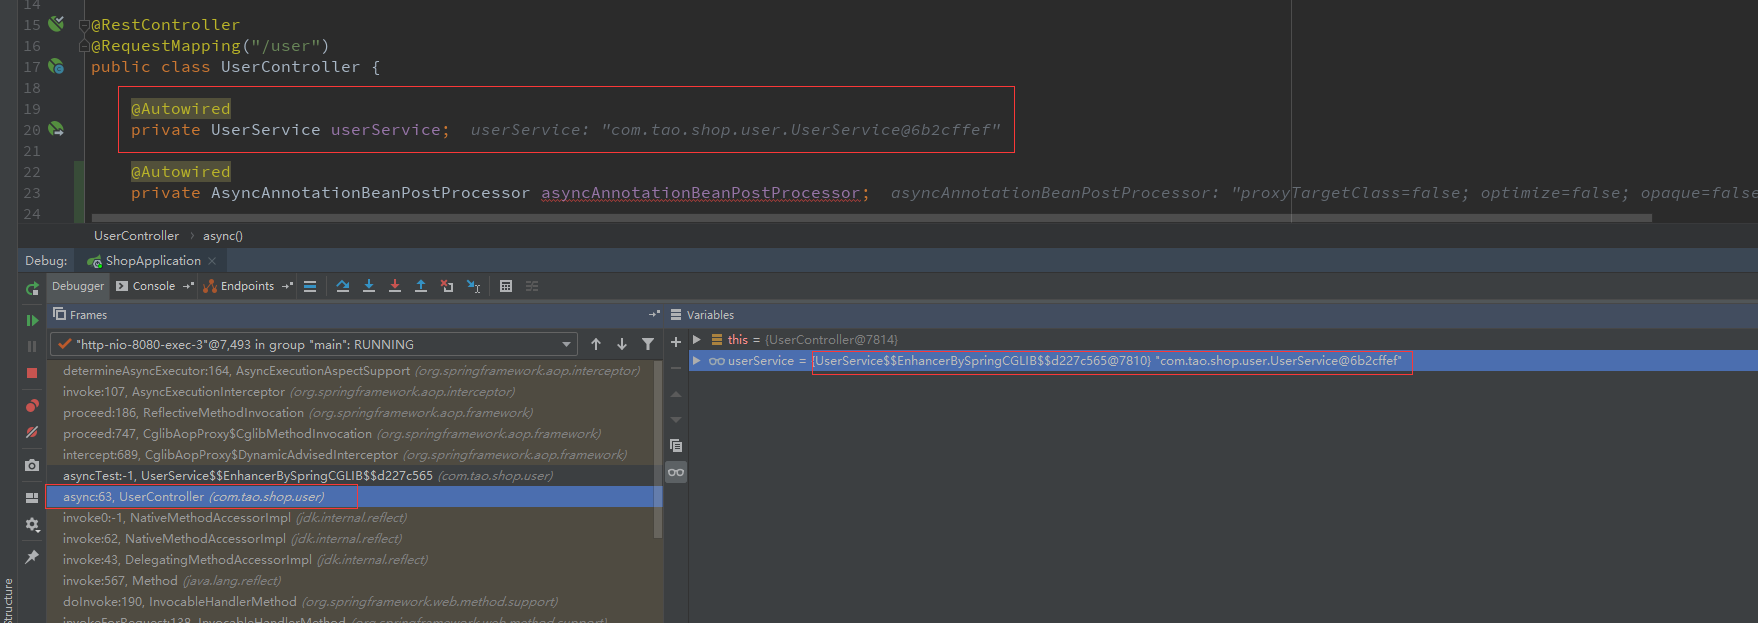 14
15 @RestController
16 @RequestMapping("/user")
17 public class UserController {
18
19 @Autowired
20 private UserService userService; userService: "com.tao.shop.user.UserService@6b2cffef"
21
22 @Autowired
23 private AsyncAnnotationBeanPostProcessor asyncAnnotationBeanPostProcessor; asyncAnnotationBeanPostProcessor: "proxyTargetClass=false; optimize=false; opaque=false
24
UserController › async()
Debug: ShopApplication ×
Debugger Console Endpoints
Frames
Variables
"http-nio-8080-exec-3"@7,493 in group "main": RUNNING
this = {UserController@7814}
userService = {UserService$$EnhancerBySpringCGLIB$$d227c565@7810} "com.tao.shop.user.UserService@6b2cffef"
determineAsyncExecutor:164, AsyncExecutionAspectSupport (org.springframework.aop.interceptor)
invoke:107, AsyncExecutionInterceptor (org.springframework.aop.interceptor)
proceed:186, ReflectiveMethodInvocation (org.springframework.aop.framework)
proceed:747, CglibAopProxy$CglibMethodInvocation (org.springframework.aop.framework)
intercept:689, CglibAopProxy$DynamicAdvisedInterceptor (org.springframework.aop.framework)
asyncTest:-1, UserService$$EnhancerBySpringCGLIB$$d227c565 (com.tao.shop.user)
async:63, UserController (com.tao.shop.user)
invoke0:-1, NativeMethodAccessorImpl (jdk.internal.reflect)
invoke:62, NativeMethodAccessorImpl (jdk.internal.reflect)
invoke:43, DelegatingMethodAccessorImpl (jdk.internal.reflect)
invoke:567, Method (java.lang.reflect)
doInvoke:190, InvocableHandlerMethod (org.springframework.web.method.support)
invokeForRequest:138, InvocableHandlerMethod (org.springframework.web.method.support)
Structure